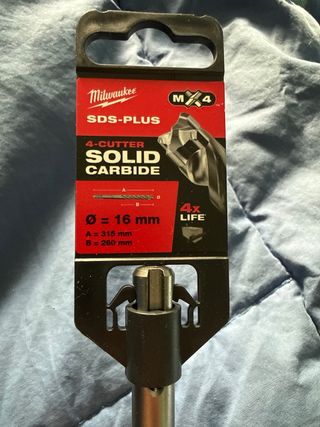 Milwaukee
MX4
SDS-PLUS
4-CUTTER
SOLID
CARBIDE
A
Ø
B
4x
LIFE
Ø = 16 mm
A = 315 mm
B = 260 mm